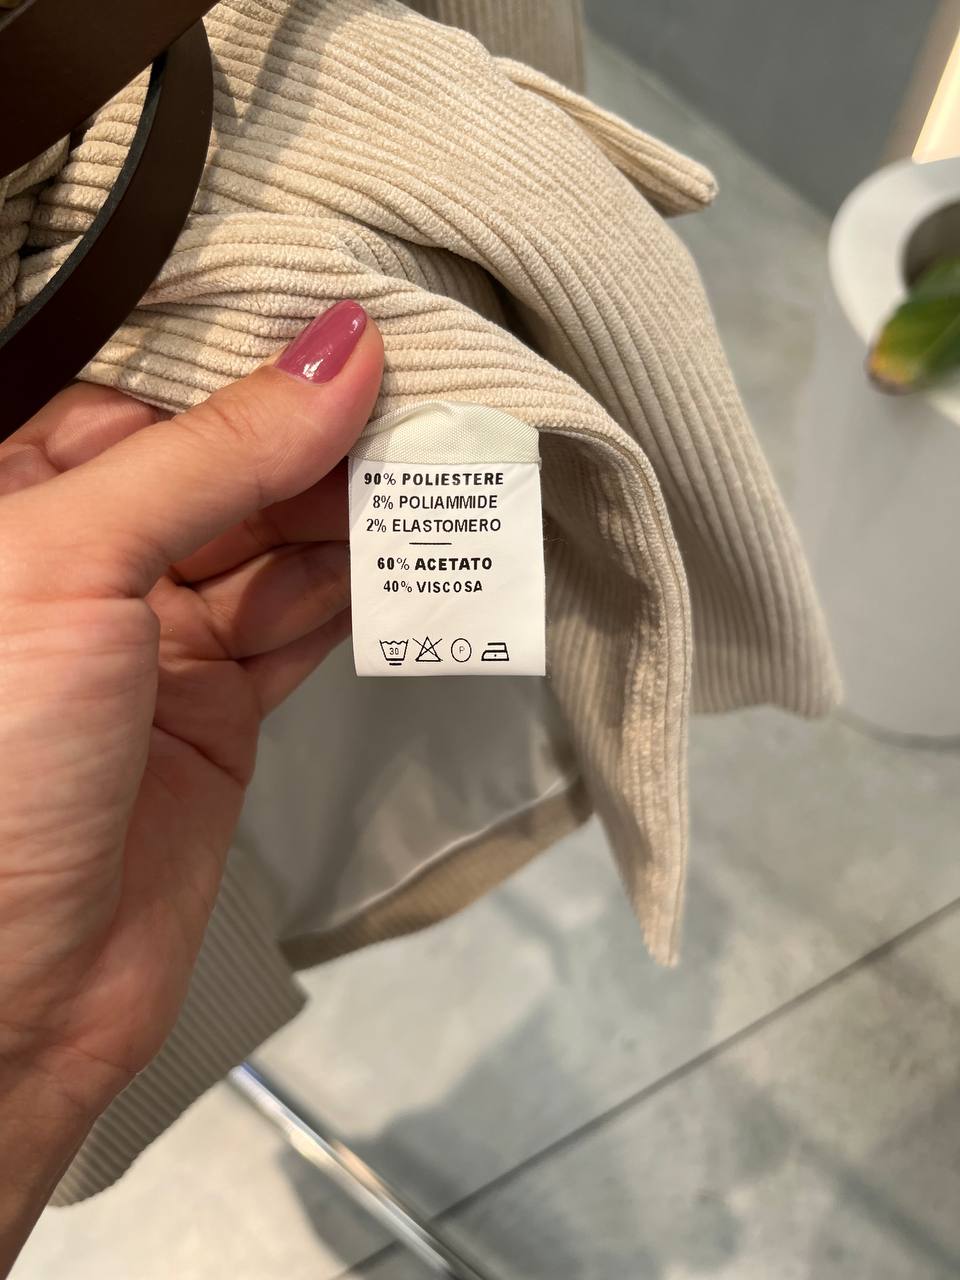 90% POLIESTERE
8% POLIAMMIDE
2% ELASTOMERO
60% ACETATO
40% VISCOSA
30 P